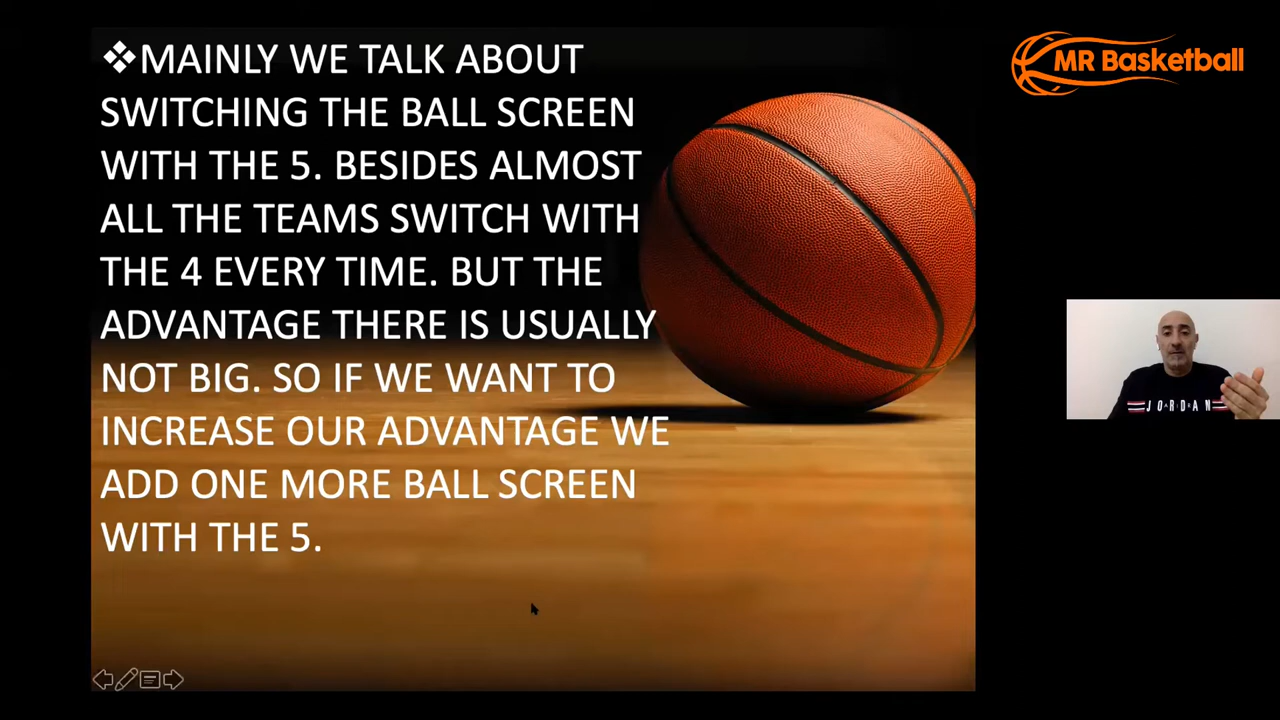 ❖MAINLY WE TALK ABOUT
SWITCHING THE BALL SCREEN
WITH THE 5. BESIDES ALMOST
ALL THE TEAMS SWITCH WITH
THE 4 EVERY TIME. BUT THE
ADVANTAGE THERE IS USUALLY
NOT BIG. SO IF WE WANT TO
INCREASE OUR ADVANTAGE WE
ADD ONE MORE BALL SCREEN
WITH THE 5.
MR Basketball
JORDAN